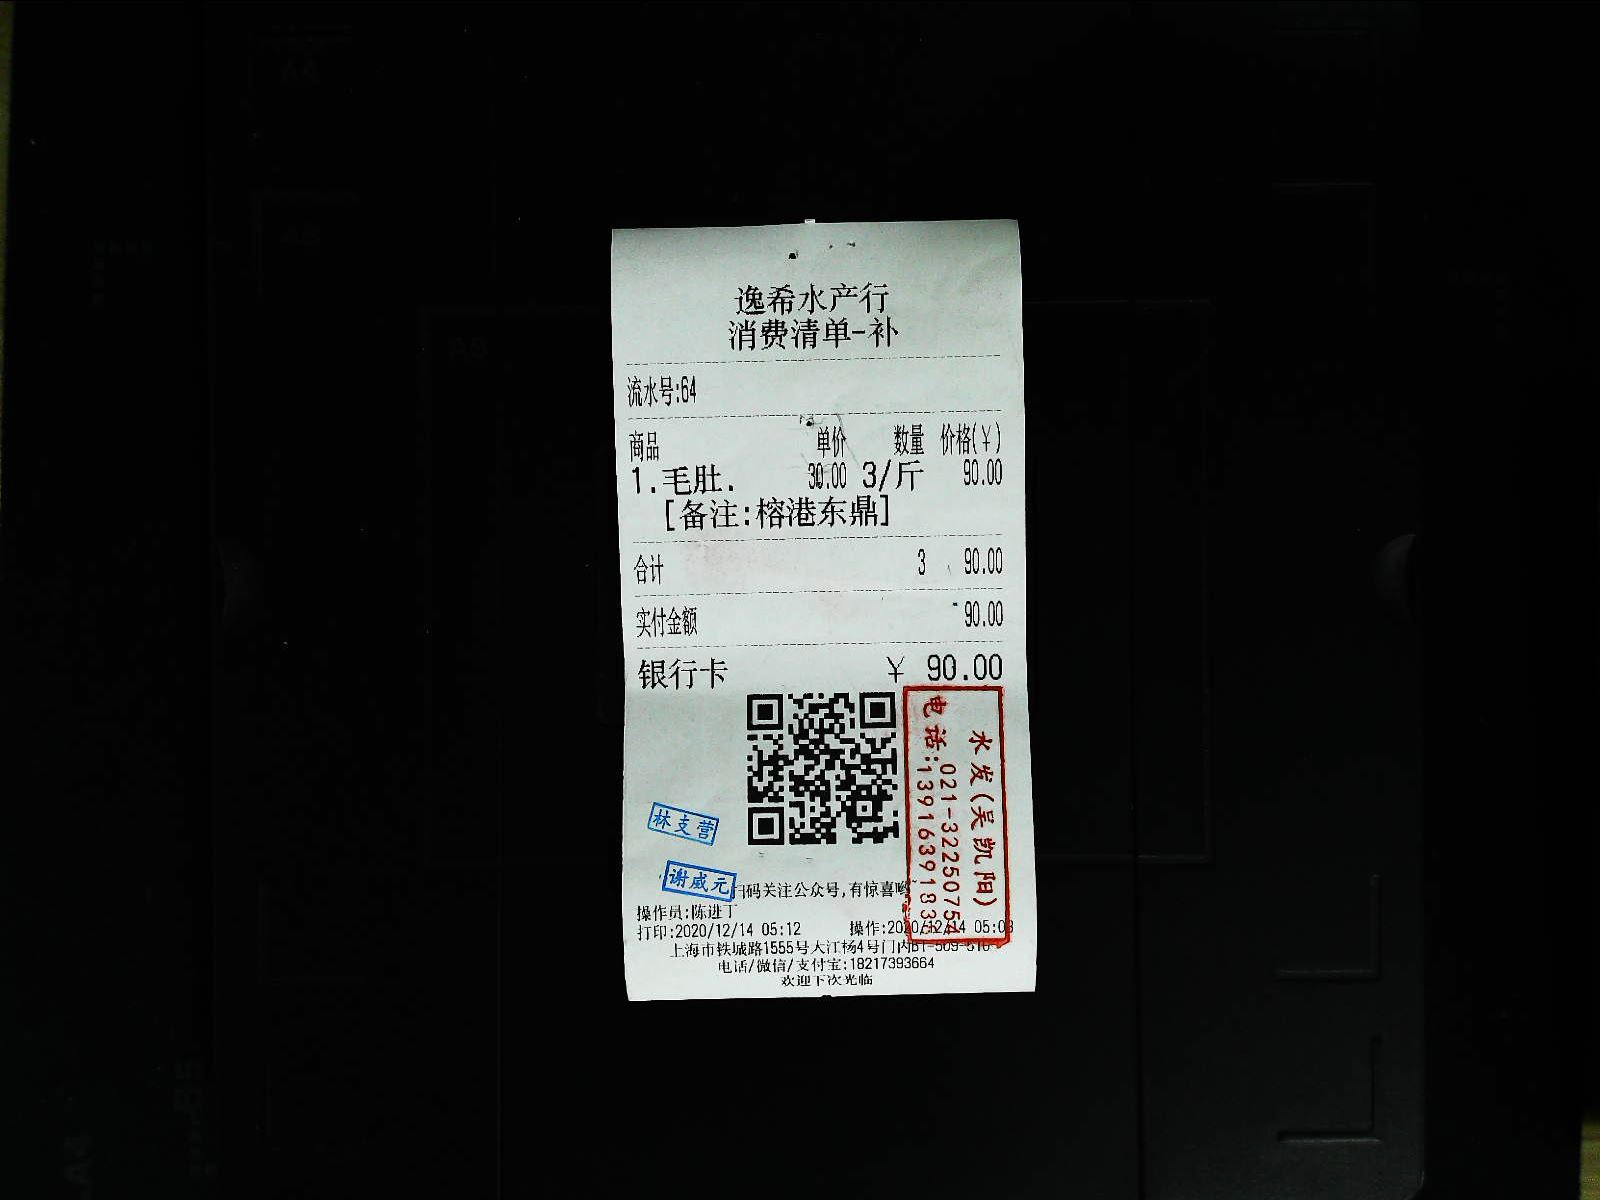 逸希水产行
消费清单-补
流水号:64
商品 单价 数量 价格(¥)
1.毛肚. 30.00 3/斤 90.00
[备注:榕港东鼎]
合计 3 90.00
实付金额 90.00
银行卡 ¥ 90.00
水发(吴凯阳)
电话:021-32250754
13916391183
林支营
谢威元
扫码关注公众号,有惊喜哟
操作员:陈进丁
打印:2020/12/14 05:12 操作:2020/12/14 05:03
上海市铁城路1555号大江杨4号门内B1-509-510
电话/微信/支付宝:18217393664
欢迎下次光临